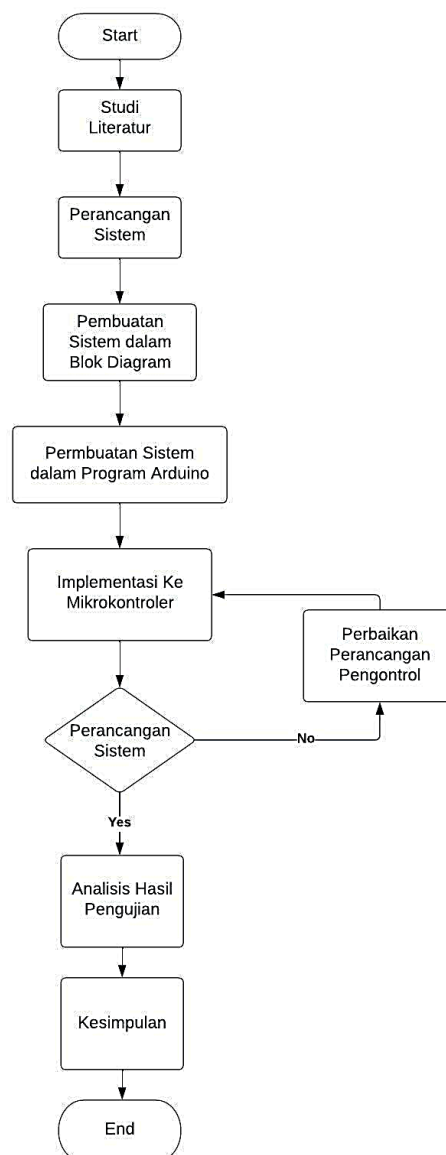 Start
Studi
Literatur
Perancangan
Sistem
Pembuatan
Sistem dalam
Blok Diagram
Permbuatan Sistem
dalam Program Arduino
Implementasi Ke
Mikrokontroler
Perbaikan
Perancangan
Pengontrol
Perancangan
Sistem
No
Yes
Analisis Hasil
Pengujian
Kesimpulan
End